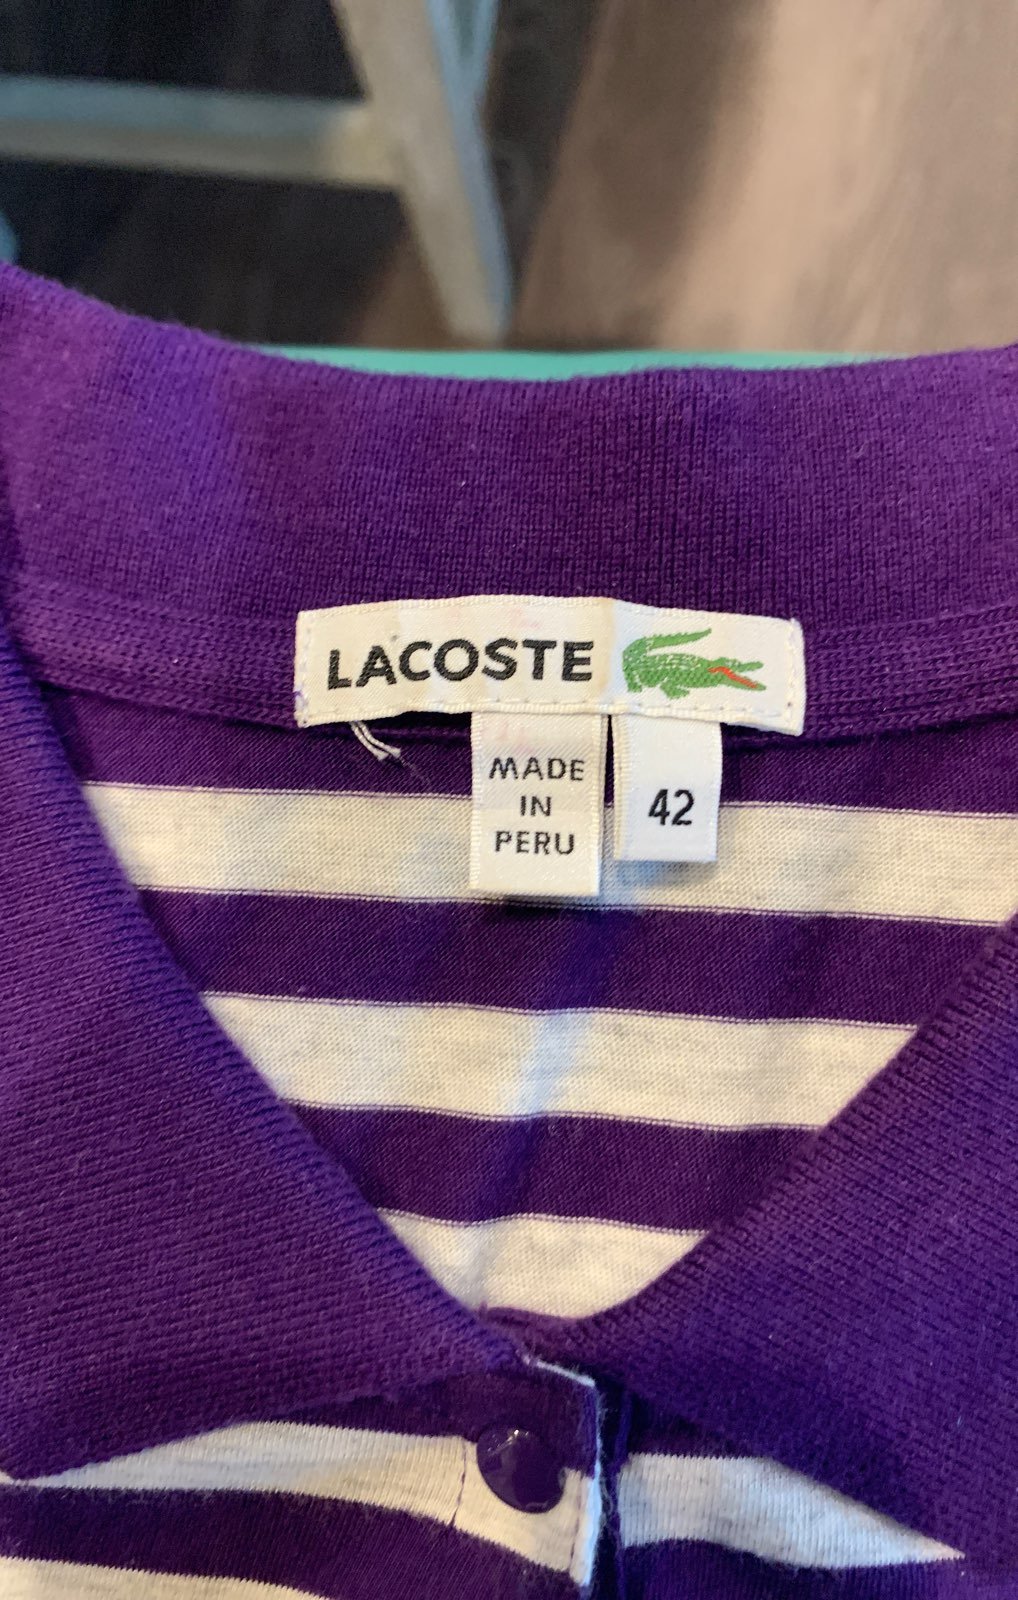 LACOSTE
MADE
IN
PERU
42